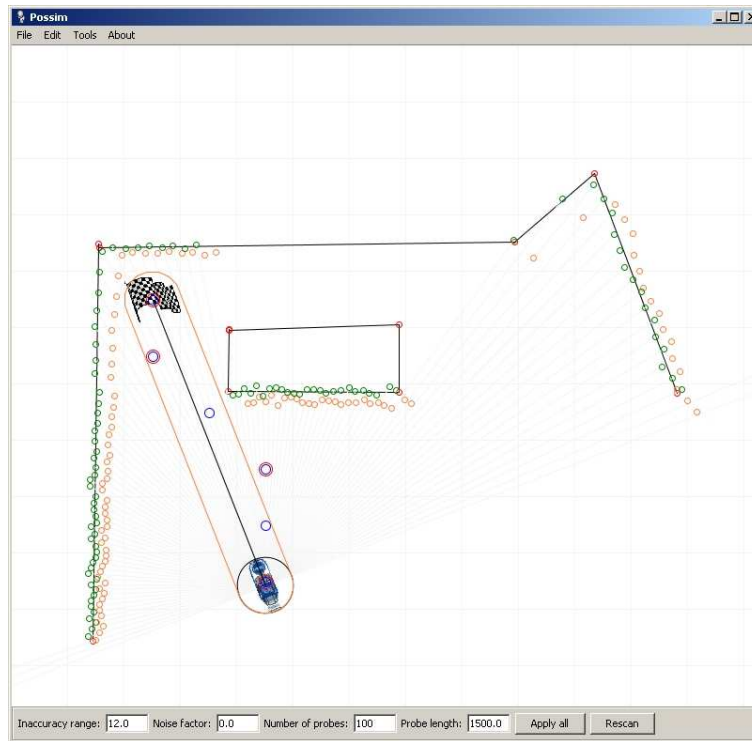 Possim
File Edit Tools About
Inaccuracy range: 12.0 Noise factor: 0.0 Number of probes: 100 Probe length: 1500.0 Apply all Rescan